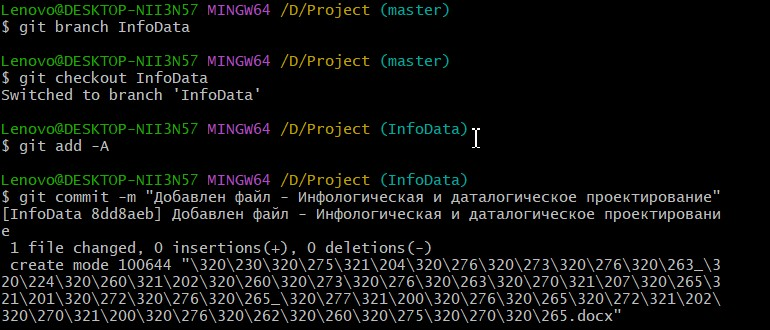 Lenovo@DESKTOP-NII3N57 MINGW64 /D/Project (master)
$ git branch InfoData
Lenovo@DESKTOP-NII3N57 MINGW64 /D/Project (master)
$ git checkout InfoData
Switched to branch 'InfoData'
Lenovo@DESKTOP-NII3N57 MINGW64 /D/Project (InfoData)
$ git add -A
Lenovo@DESKTOP-NII3N57 MINGW64 /D/Project (InfoData)
$ git commit -m "Добавлен файл - Инфологическая и даталогическое проектирование"
[InfoData 8dd8aeb] Добавлен файл - Инфологическая и даталогическое проектировани
е
1 file changed, 0 insertions(+), 0 deletions(-)
create mode 100644 "\320\230\320\275\321\204\320\276\320\273\320\276\320\263_\3
20\224\320\260\321\202\320\260\320\273\320\276\320\263\320\270\321\207\320\265\3
21\201\320\272\320\276\320\265_\320\277\321\200\320\276\320\265\320\272\321\202\
320\270\321\200\320\276\320\262\320\260\320\275\320\270\320\265.docx"